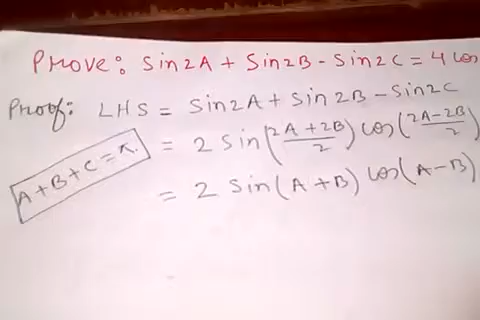 Prove: Sin2A + Sin2B - Sin2C = 4 cos
Proof: LHS = Sin2A + Sin2B - Sin2C
A+B+C=π.
= 2 Sin(2A+2B/2) cos(2A-2B/2)
= 2 Sin(A+B) cos(A-B)